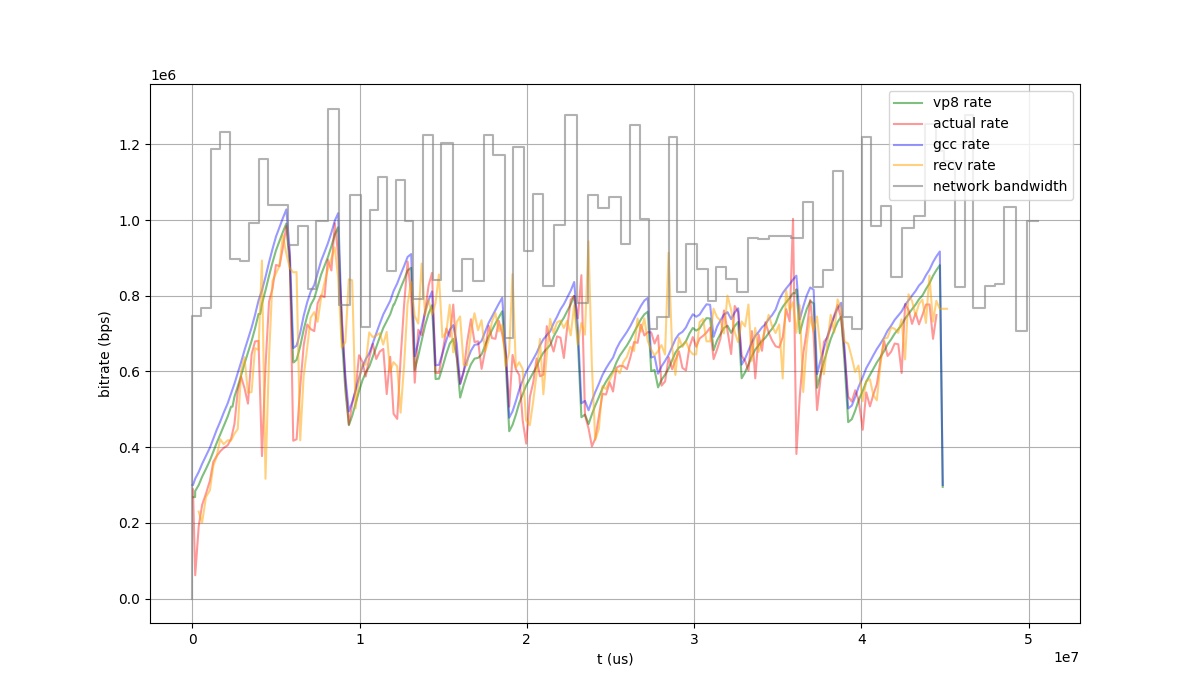 1e6
vp8 rate
actual rate
gcc rate
recv rate
network bandwidth
1.2
1.0
0.8
0.6
0.4
0.2
0.0
bitrate (bps)
0 1 2 3 4 5
t (us)
1e7